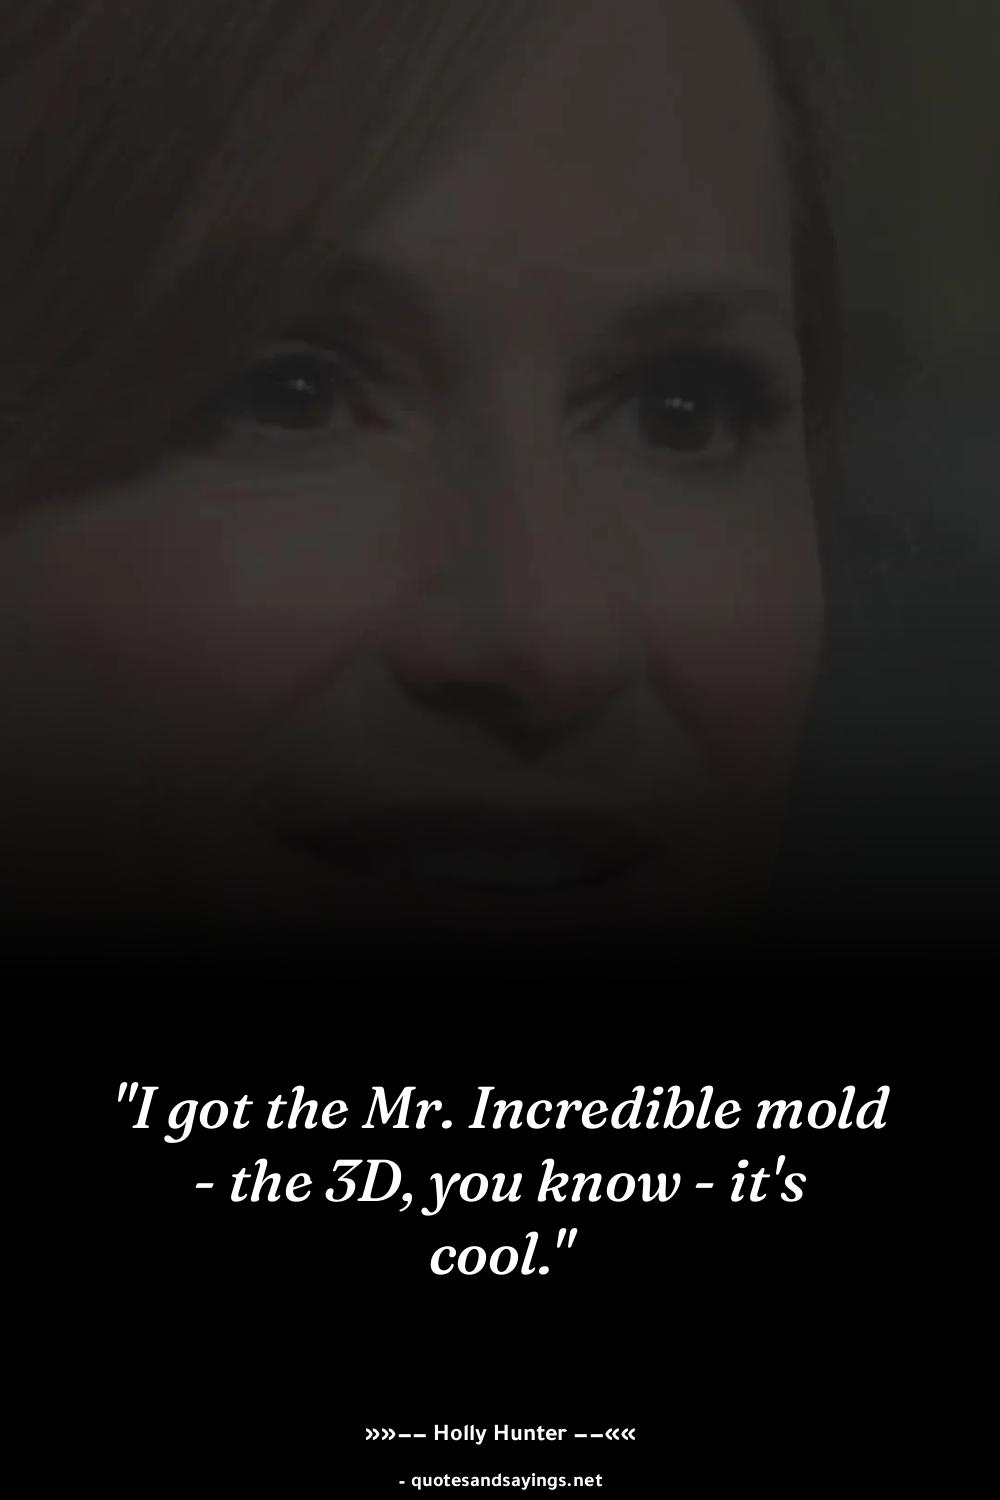 "I got the Mr. Incredible mold
- the 3D, you know - it's
cool."
»»–– Holly Hunter ––««
- quotesandsayings.net